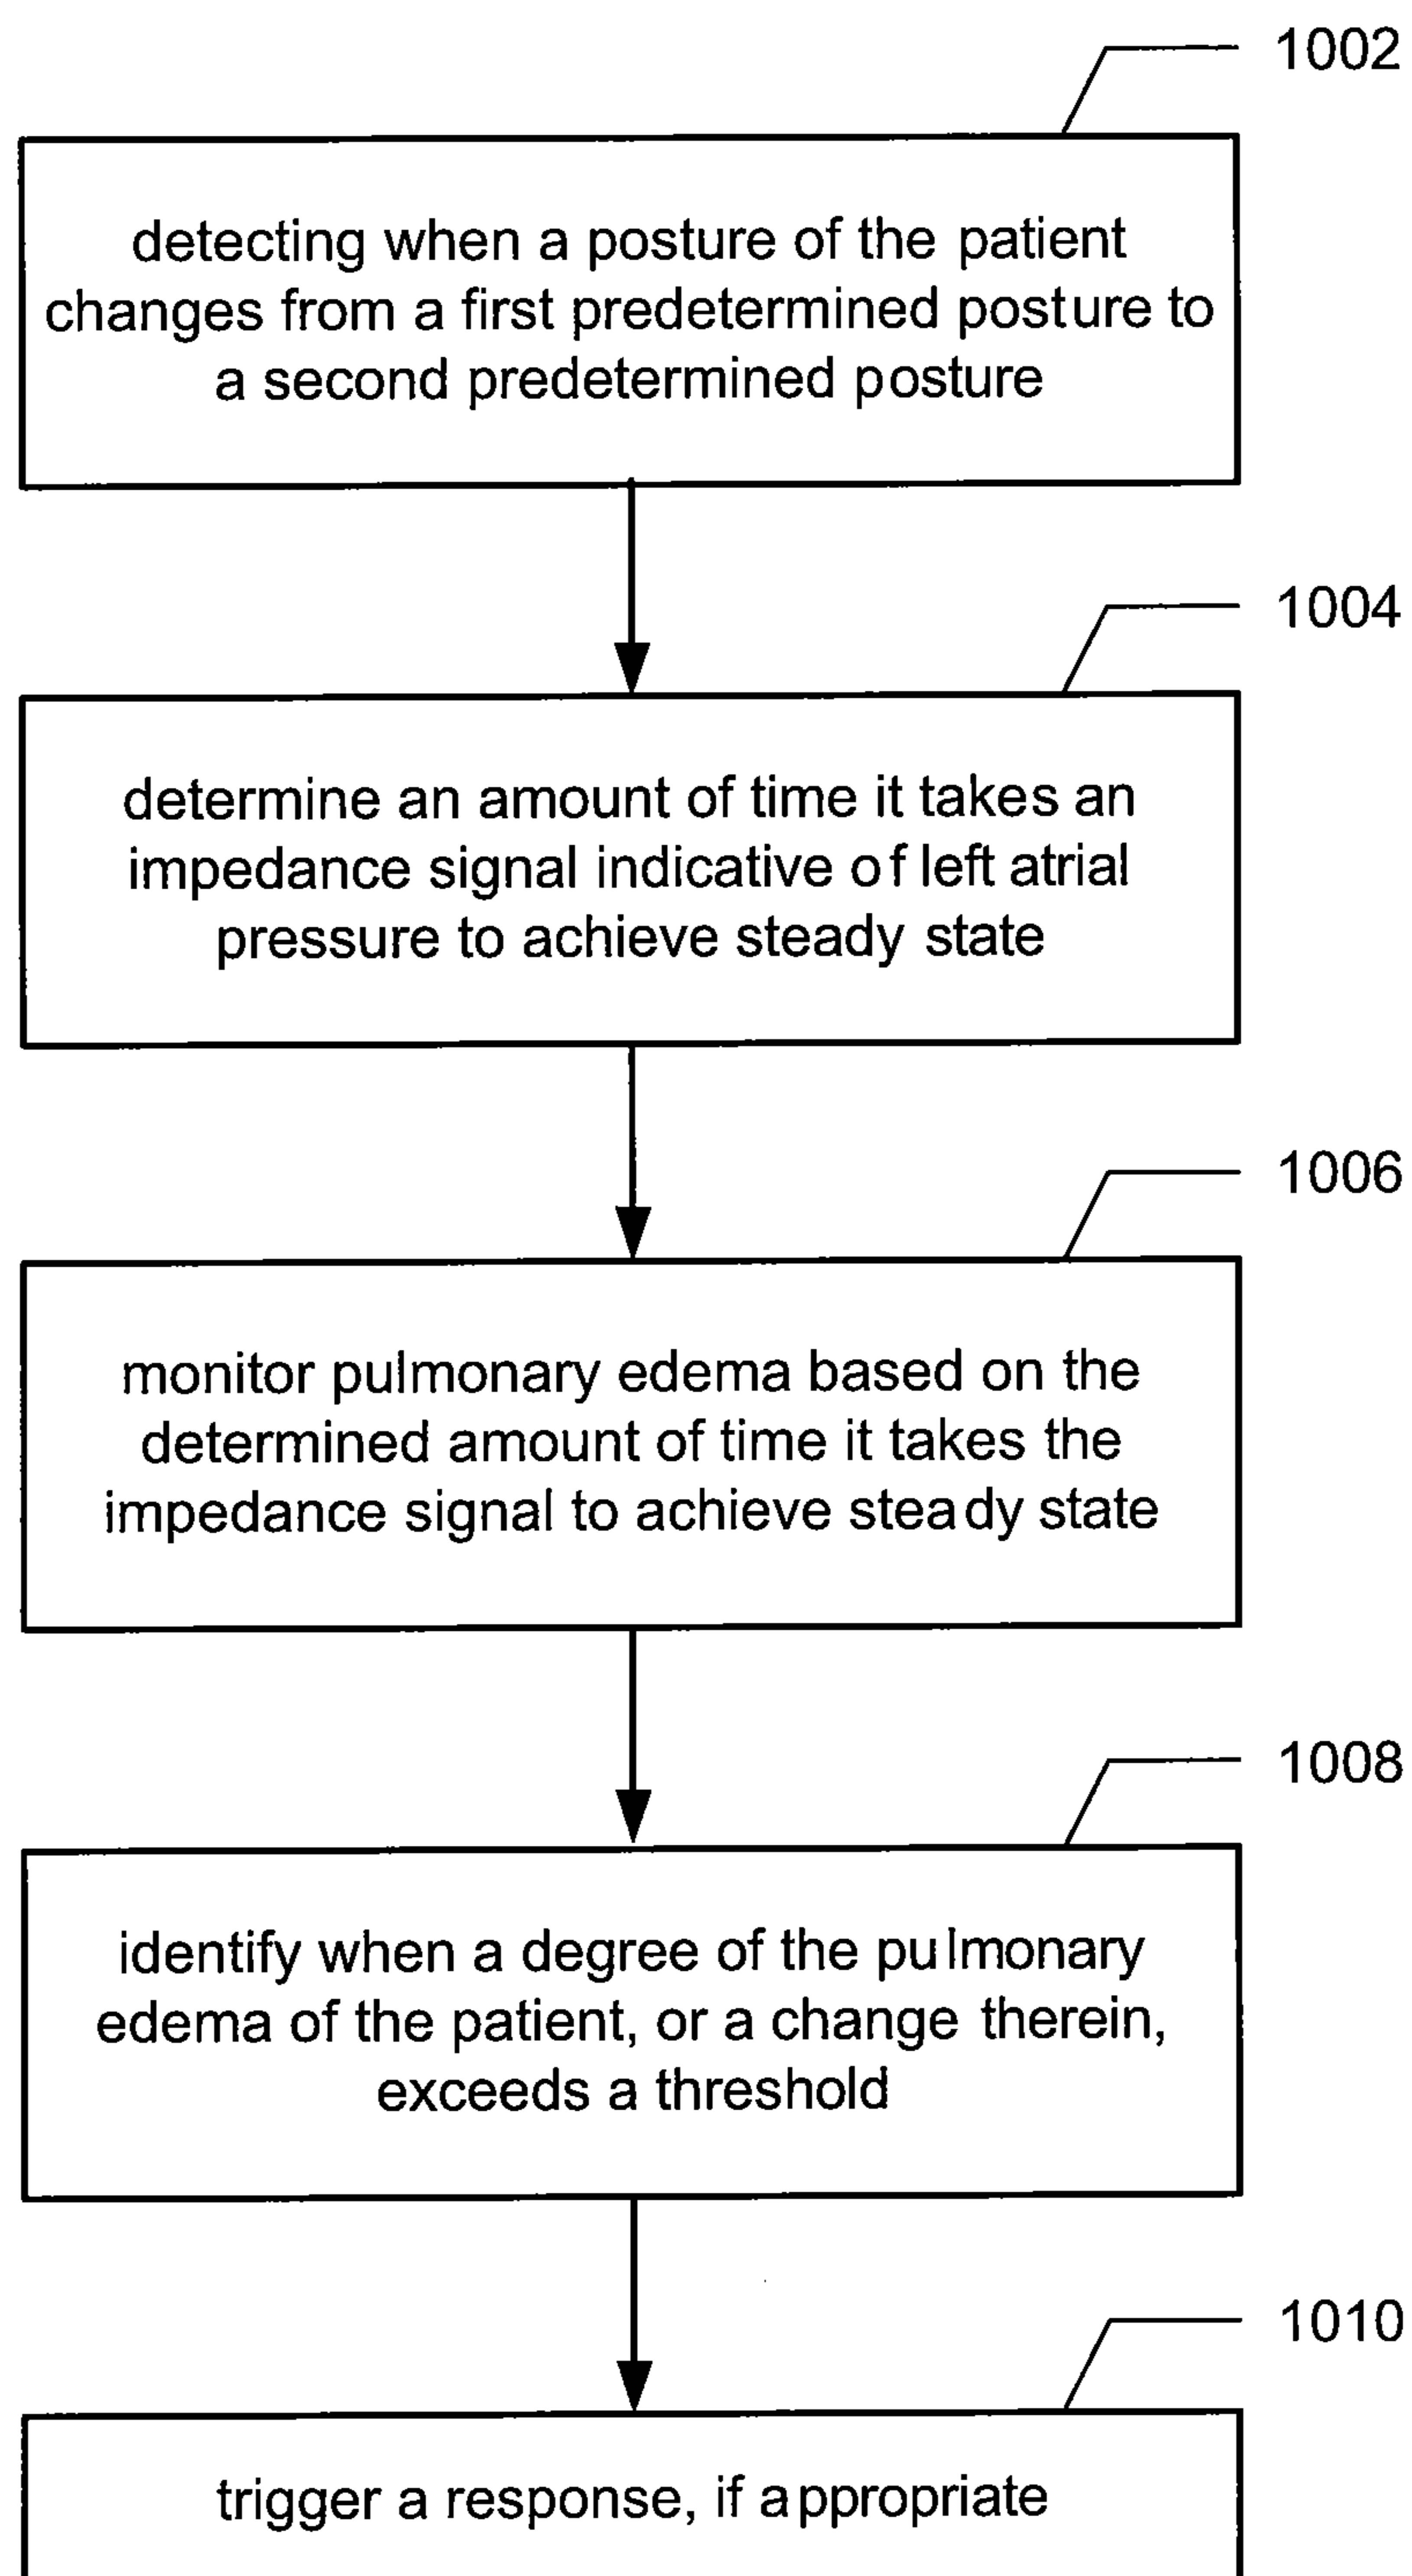 1002
detecting when a posture of the patient
changes from a first predetermined posture to
a second predetermined posture
1004
determine an amount of time it takes an
impedance signal indicative of left atrial
pressure to achieve steady state
1006
monitor pulmonary edema based on the
determined amount of time it takes the
impedance signal to achieve steady state
1008
identify when a degree of the pulmonary
edema of the patient, or a change therein,
exceeds a threshold
1010
trigger a response, if appropriate